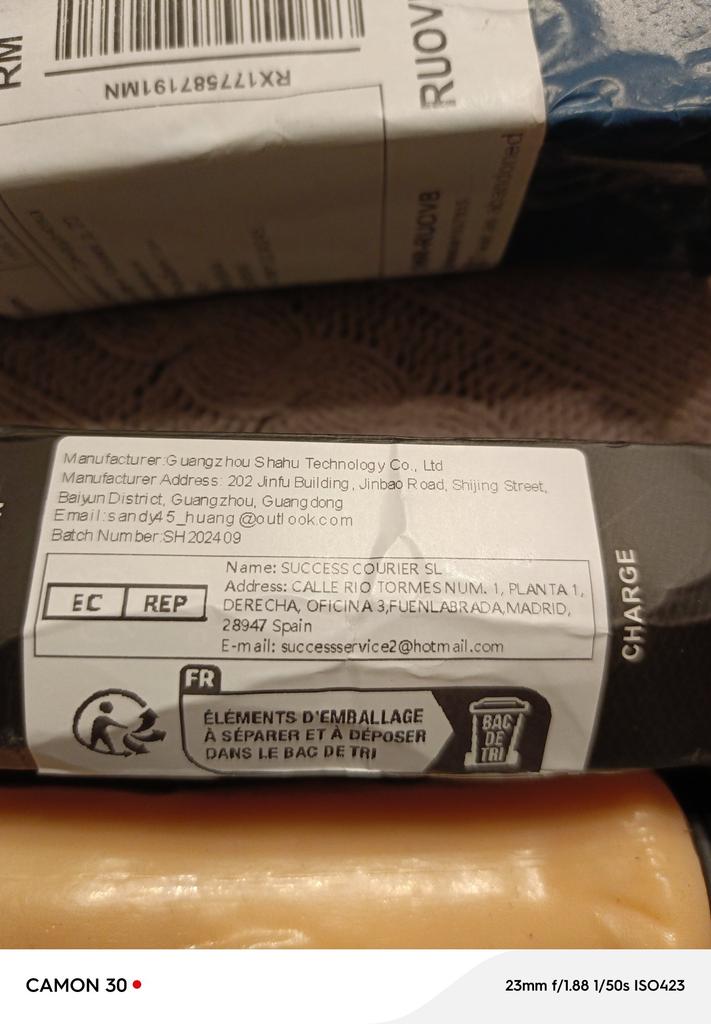 RM
RX177587191MN
RUOV
HR-RUOVB
abandoned
Manufacturer:Guangzhou Shahu Technology Co., Ltd
Manufacturer Address: 202 Jinfu Building, Jinbao Road, Shijing Street,
Baiyun District, Guangzhou, Guangdong
Email:sandy45_huang @outlook.com
Batch Number:SH202409
EC REP
Name: SUCCESS COURIER SL
Address: CALLE RIO TORMES NUM. 1, PLANTA 1,
DERECHA, OFICINA 3,FUENLABRADA,MADRID,
28947 Spain
E-mail: successservice2@hotmail.com
CHARGE
FR
ÉLÉMENTS D'EMBALLAGE
À SÉPARER ET À DÉPOSER
DANS LE BAC DE TRI
BAC
DE
TRI
CAMON 30
23mm f/1.88 1/50s ISO423